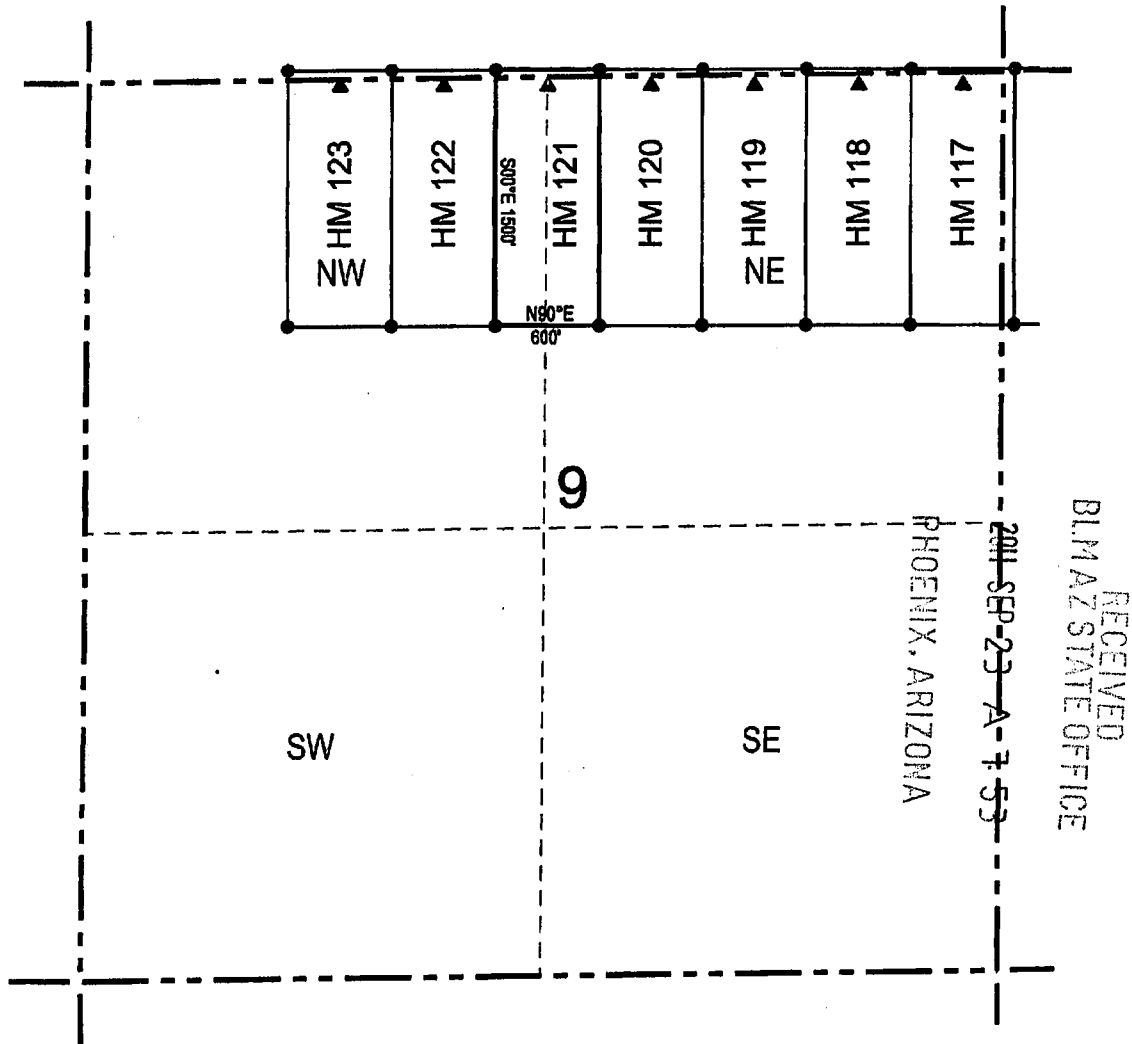 HM 123
HM 122
HM 121
HM 120
HM 119
HM 118
HM 117
S00°E 1500'
NW
NE
N90°E
600'
9
SW
SE
RECEIVED
BLM AZ STATE OFFICE
2011 SEP 23 A 7:53
PHOENIX, ARIZONA